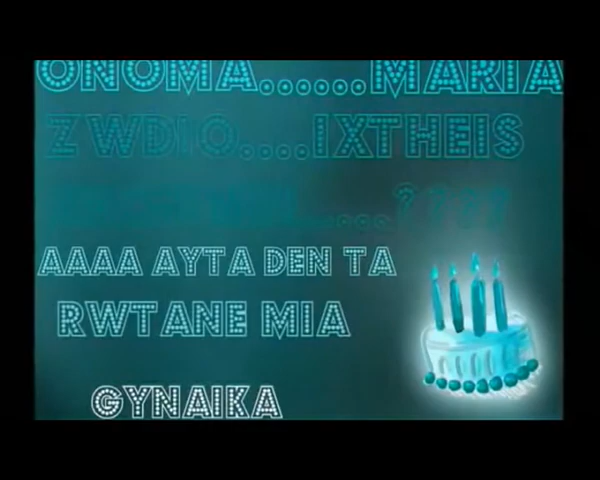 ONOMA......MARIA
ZWDIO....IXTHEIS
.....????
AAAA AYTA DEN TA
RWTANE MIA
GYNAIKA